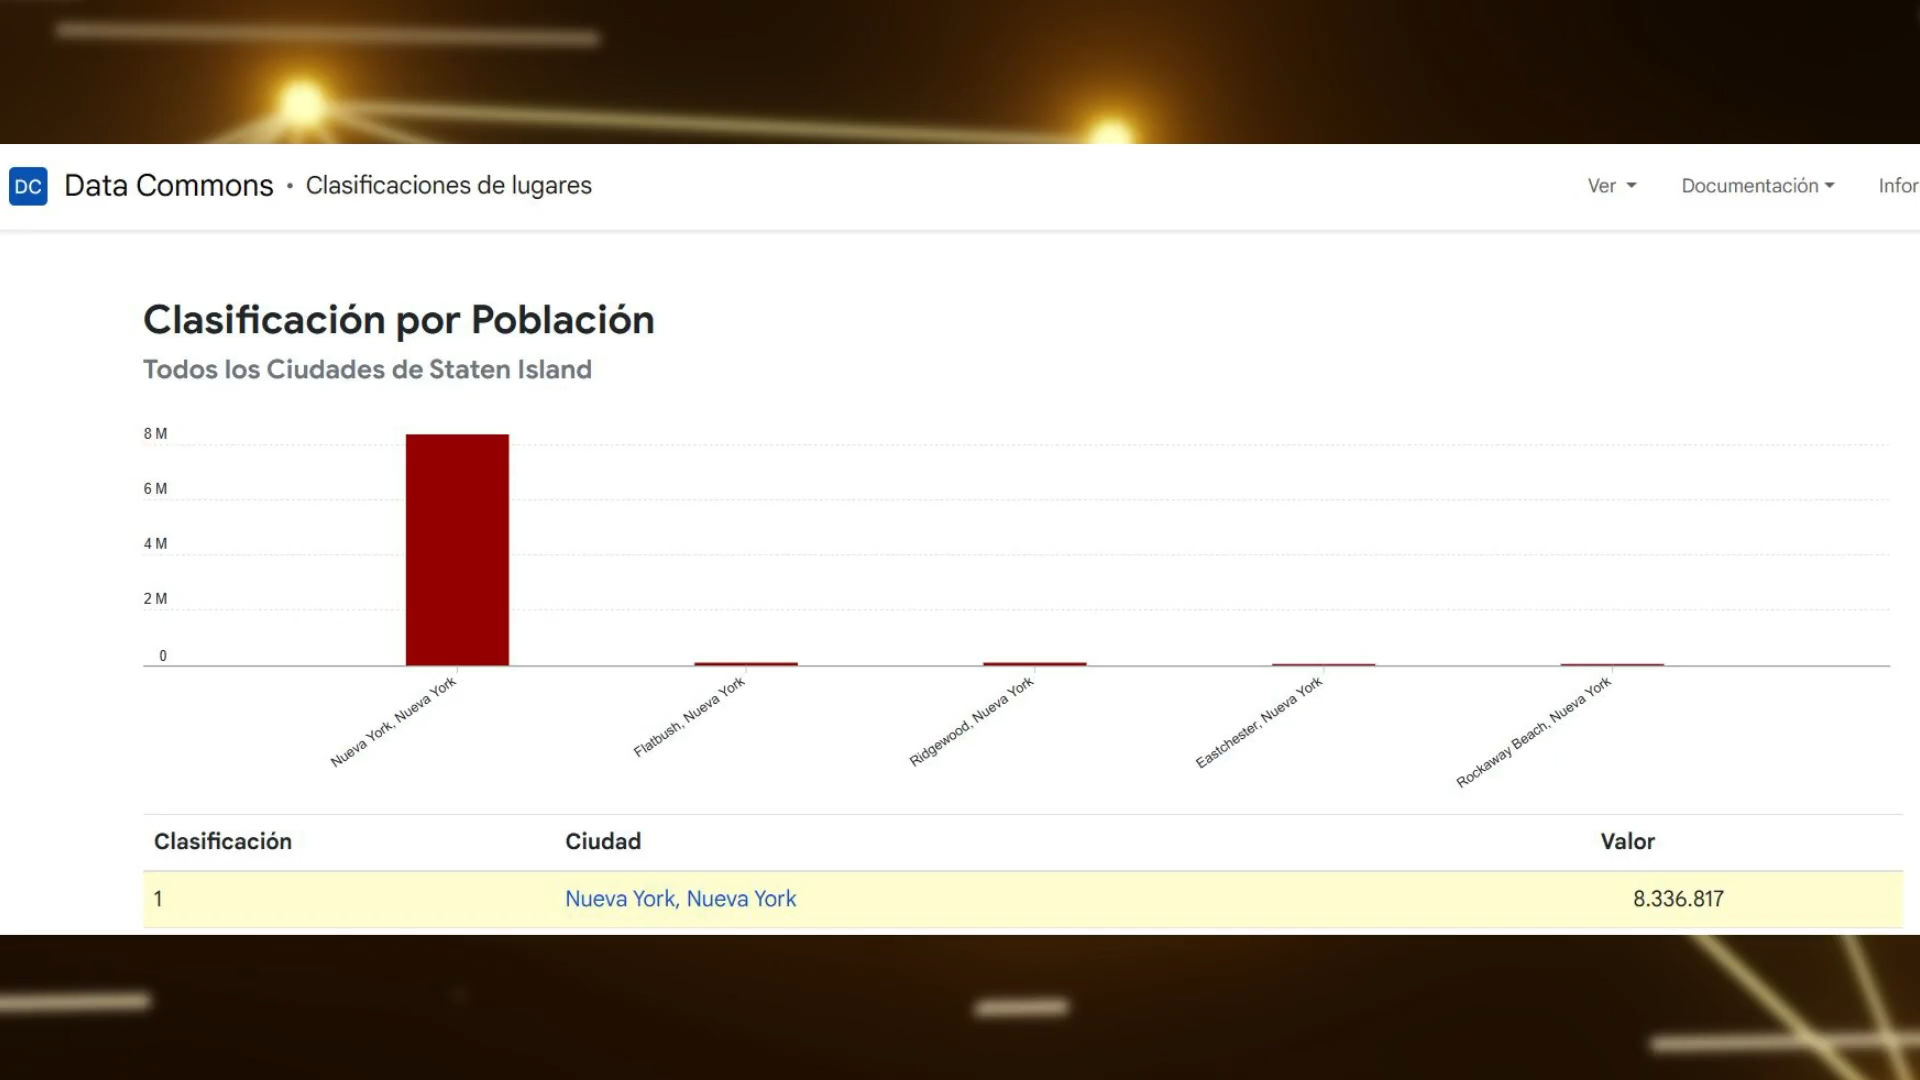 DC Data Commons • Clasificaciones de lugares Ver Documentación Infor
Clasificación por Población
Todos los Ciudades de Staten Island
8 M
6 M
4 M
2 M
0
Nueva York, Nueva York
Flatbush, Nueva York
Ridgewood, Nueva York
Eastchester, Nueva York
Rockaway Beach, Nueva York
Clasificación Ciudad Valor
1 Nueva York, Nueva York 8.336.817